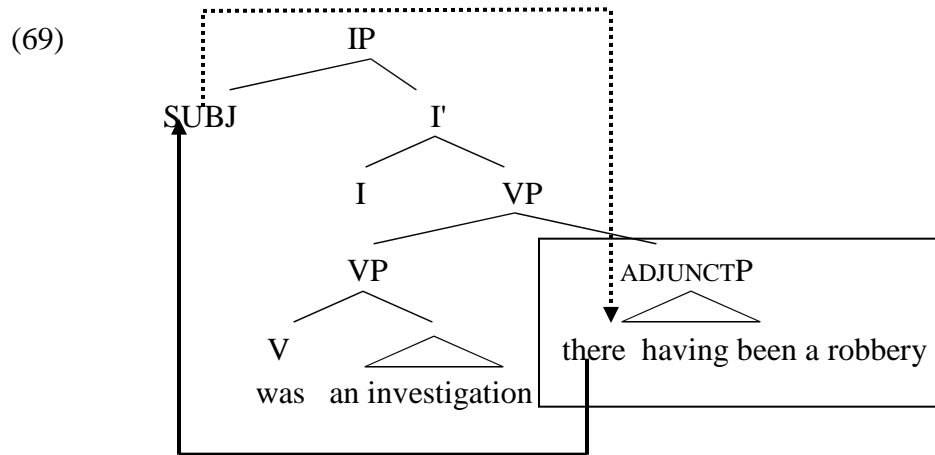 (69) IP
SUBJ I'
I VP
VP ADJUNCTP
V there having been a robbery
was an investigation